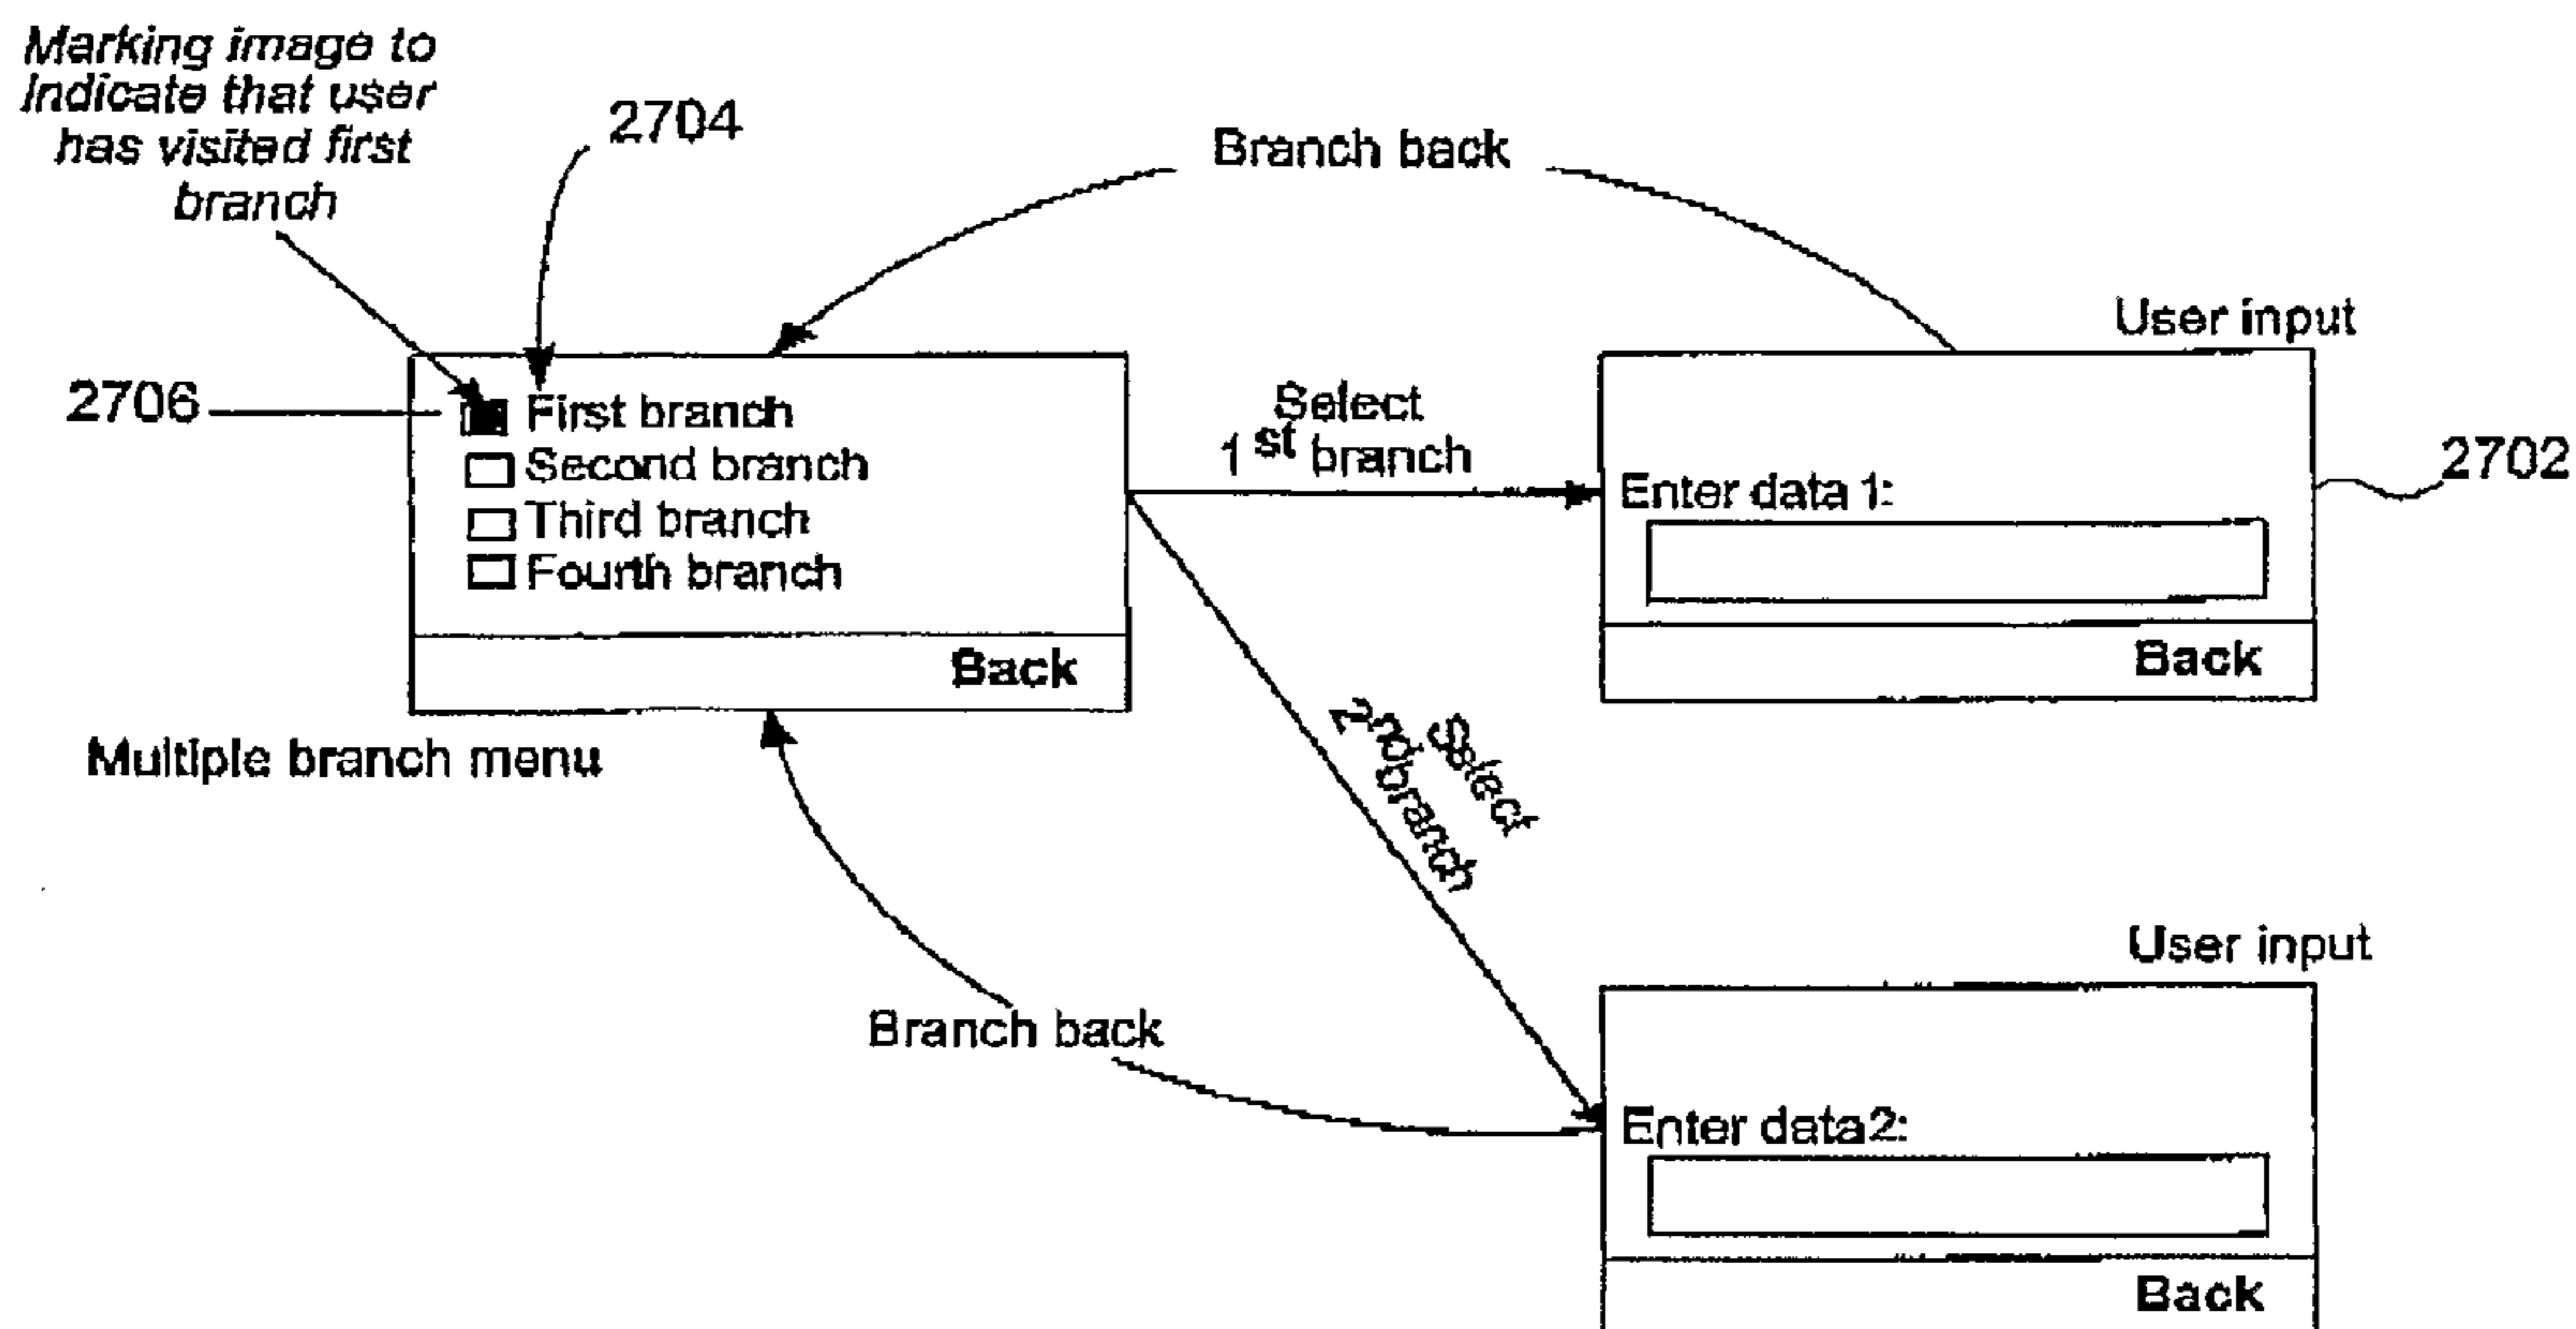 Marking image to
indicate that user
has visited first
branch
2704
Branch back
User input
2706
First branch
Second branch
Third branch
Fourth branch
Back
Multiple branch menu
Select
1st branch
Enter data 1:
2702
Back
Select
2nd branch
Branch back
User input
Enter data2:
Back